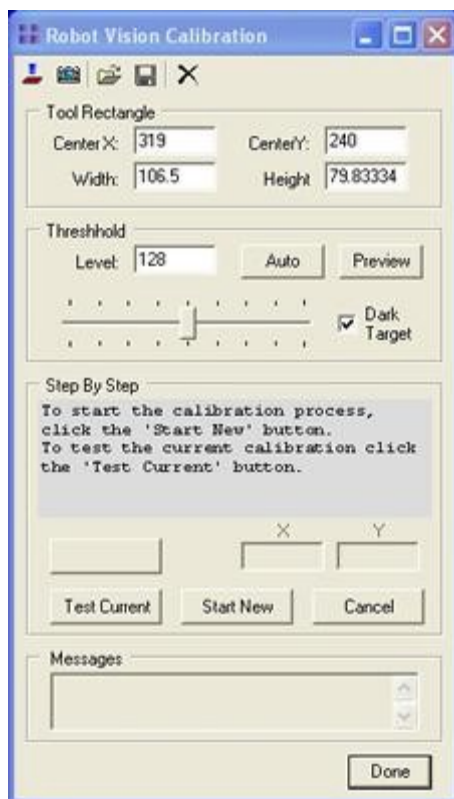 Robot Vision Calibration
Tool Rectangle
Center X: 319 CenterY: 240
Width: 106.5 Height 79.83334
Threshhold
Level: 128 Auto Preview
Dark
Target
Step By Step
To start the calibration process,
click the 'Start New' button.
To test the current calibration click
the 'Test Current' button.
X Y
Test Current Start New Cancel
Messages
Done